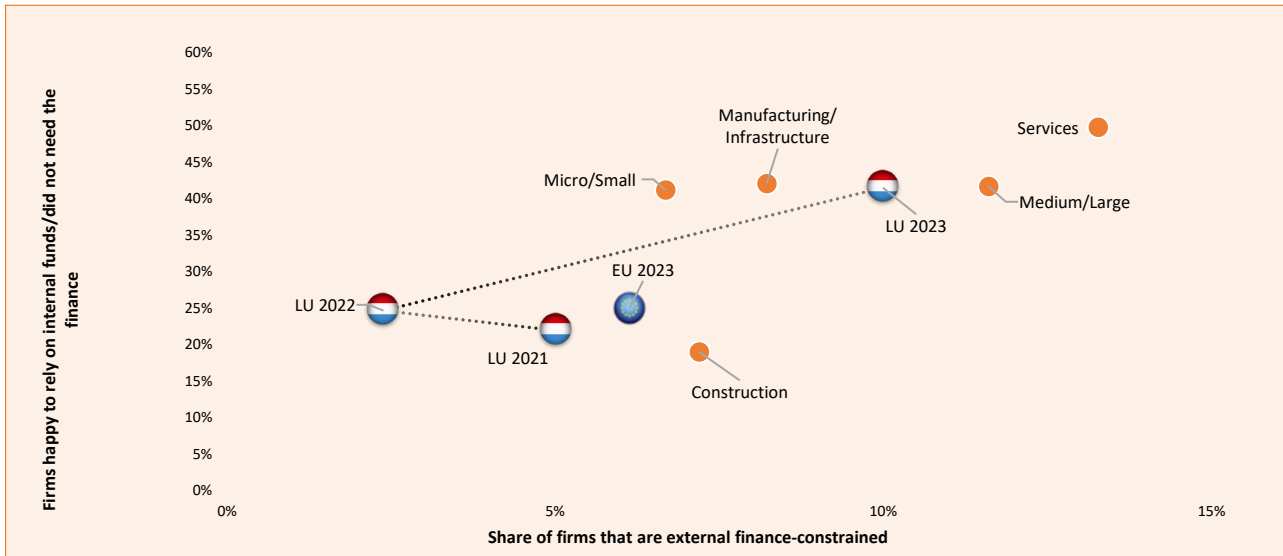 Firms happy to rely on internal funds/did not need the
finance
60%
55%
50%
45%
40%
35%
30%
25%
20%
15%
10%
5%
0%
Manufacturing/
Infrastructure
Services
Micro/Small
Medium/Large
LU 2023
EU 2023
LU 2022
LU 2021
Construction
0%
5%
10%
15%
Share of firms that are external finance-constrained